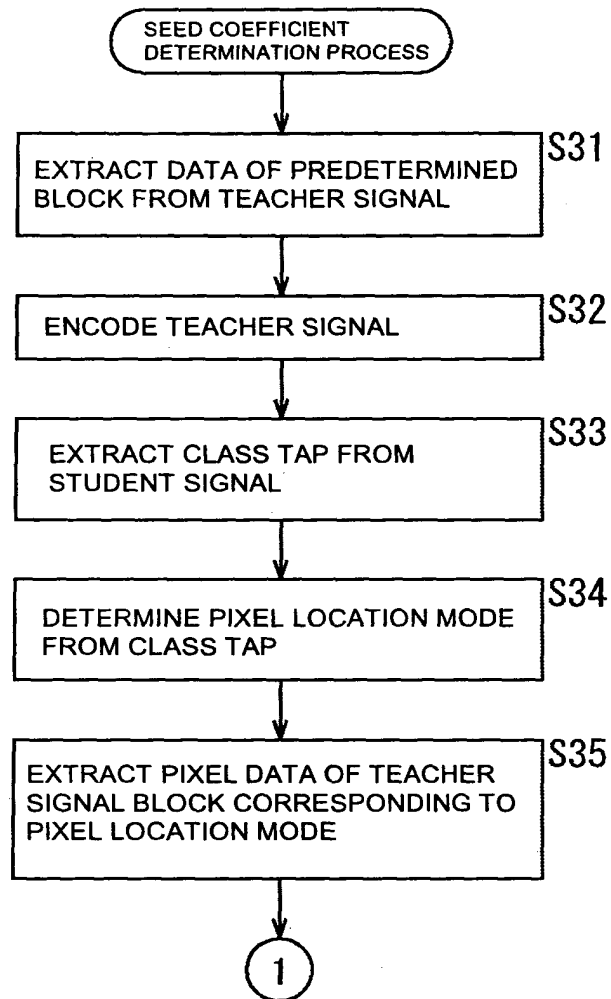 SEED COEFFICIENT
DETERMINATION PROCESS
S31
EXTRACT DATA OF PREDETERMINED
BLOCK FROM TEACHER SIGNAL
S32
ENCODE TEACHER SIGNAL
S33
EXTRACT CLASS TAP FROM
STUDENT SIGNAL
S34
DETERMINE PIXEL LOCATION MODE
FROM CLASS TAP
S35
EXTRACT PIXEL DATA OF TEACHER
SIGNAL BLOCK CORRESPONDING TO
PIXEL LOCATION MODE
1